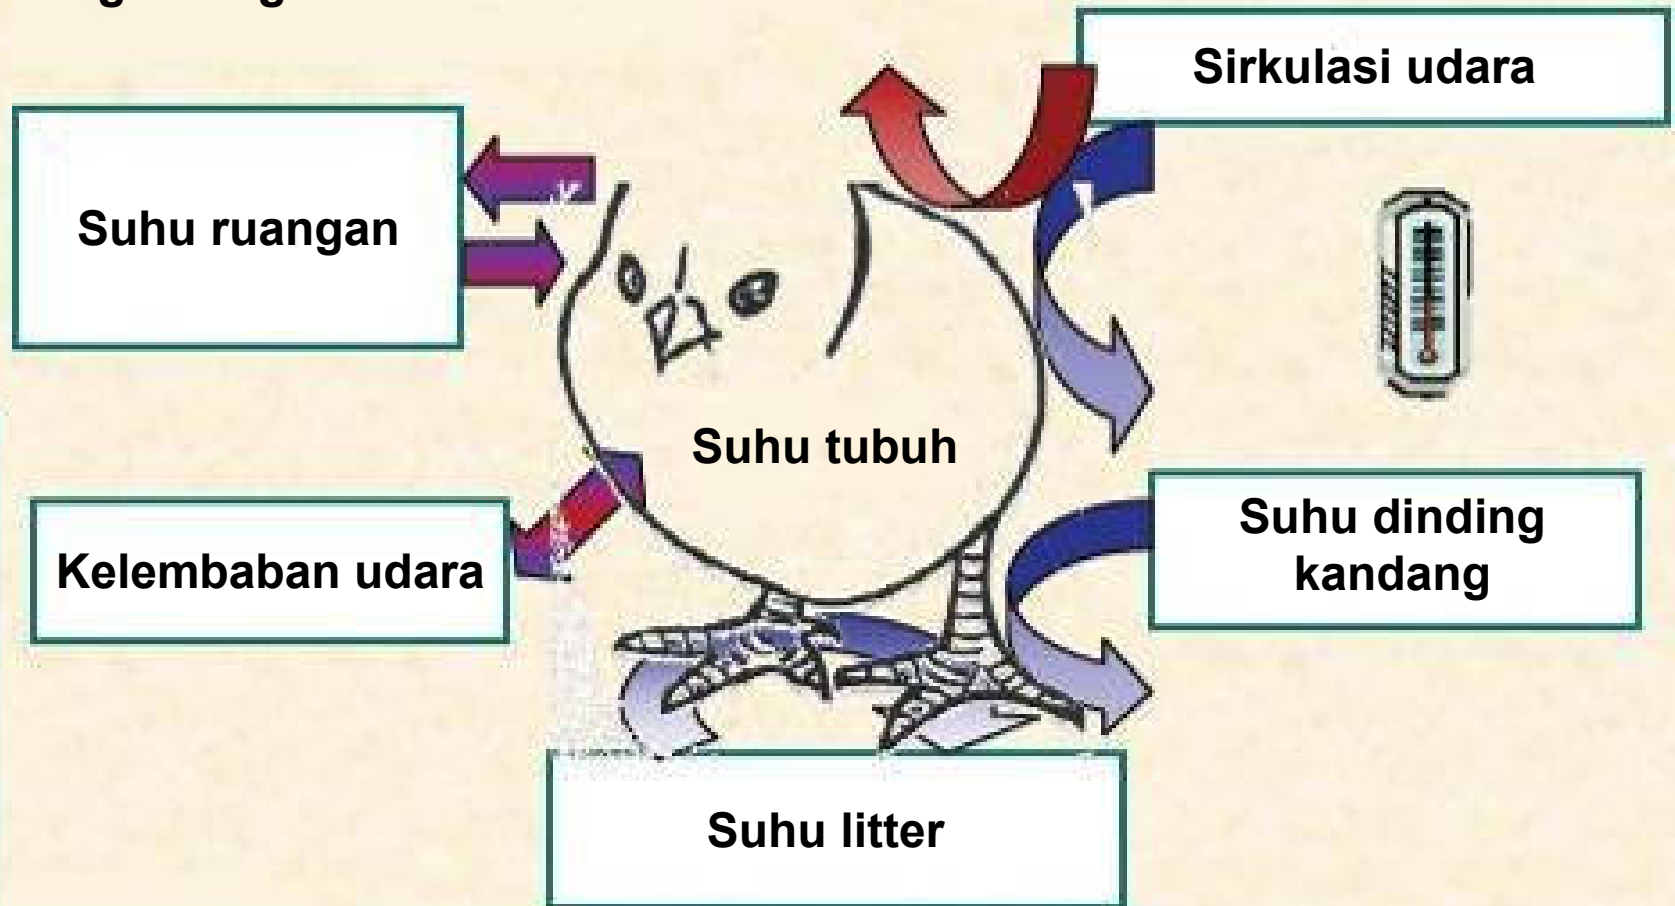 Sirkulasi udara
Suhu ruangan
Suhu tubuh
Suhu dinding
kandang
Kelembaban udara
Suhu litter